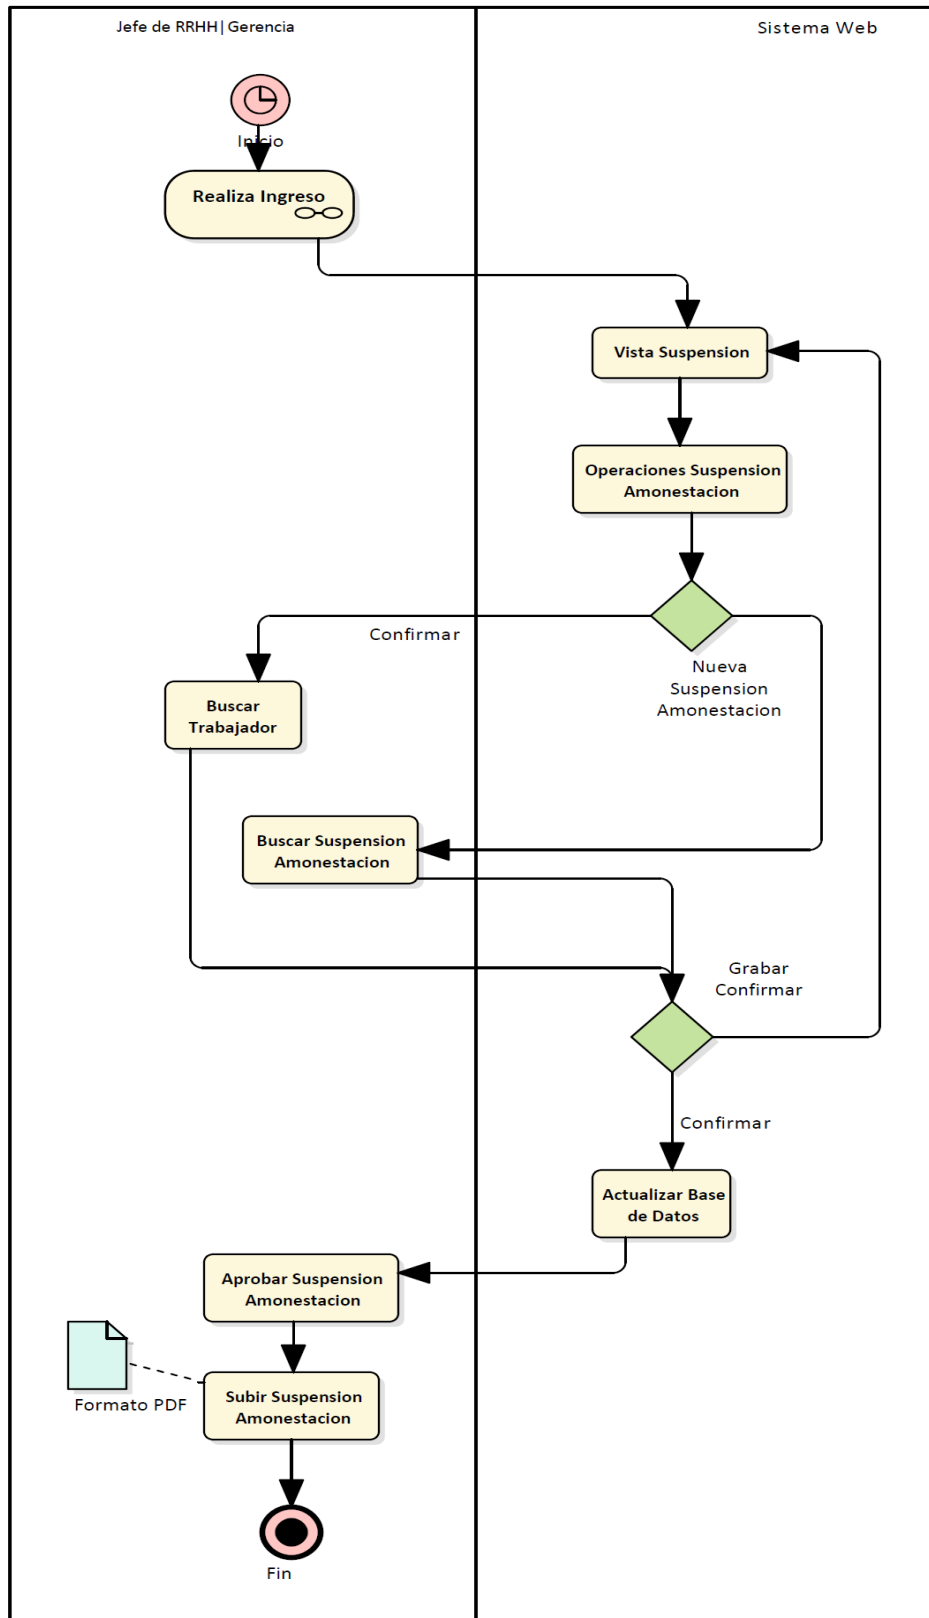 Jefe de RRHH|Gerencia
Sistema Web
Inicio
Realiza Ingreso
Vista Suspension
Operaciones Suspension
Amonestacion
Confirmar
Nueva
Suspension
Amonestacion
Buscar
Trabajador
Buscar Suspension
Amonestacion
Grabar
Confirmar
Confirmar
Actualizar Base
de Datos
Aprobar Suspension
Amonestacion
Formato PDF
Subir Suspension
Amonestacion
Fin